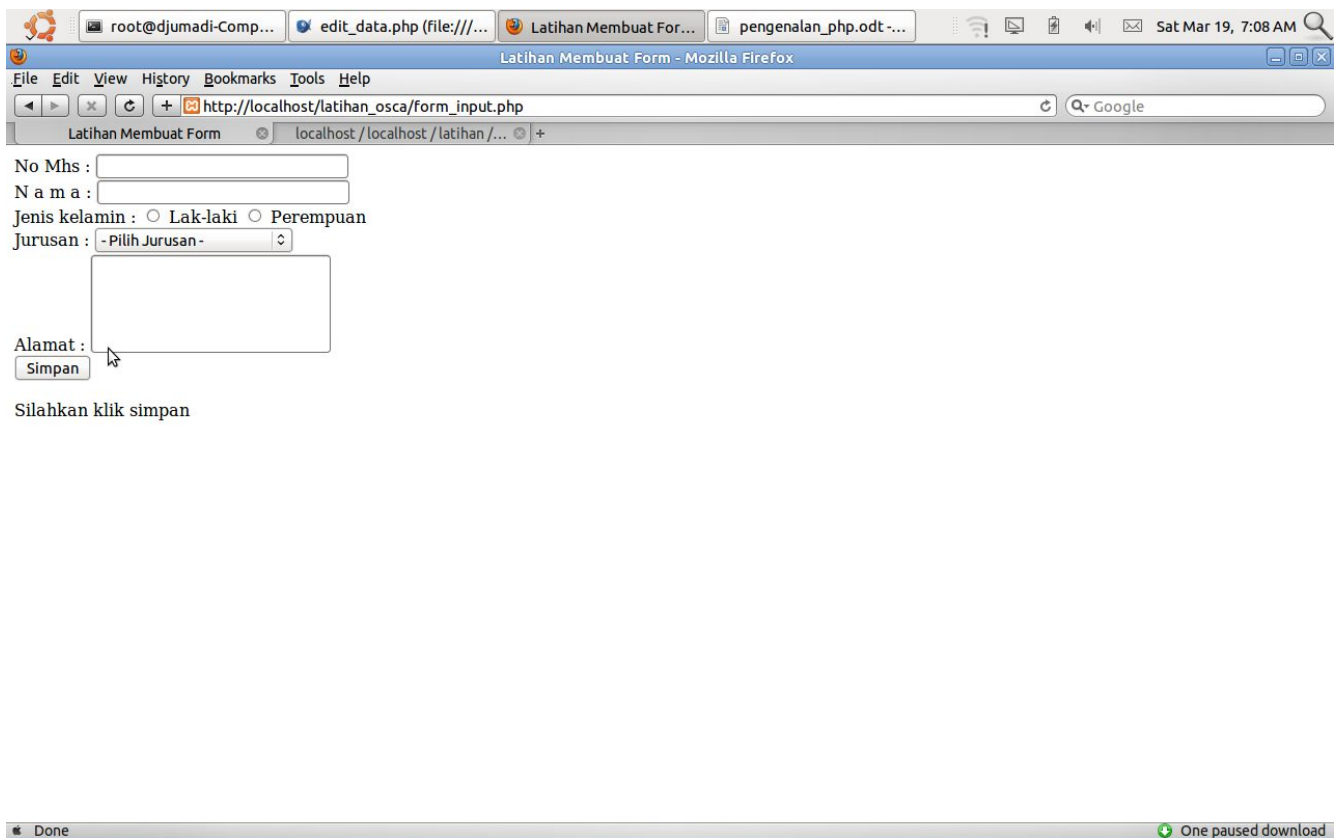 root@djumadi-Comp... edit_data.php (file:///... Latihan Membuat For... pengenalan_php.odt -... Sat Mar 19, 7:08 AM
Latihan Membuat Form - Mozilla Firefox
File Edit View History Bookmarks Tools Help
http://localhost/latihan_osca/form_input.php Google
Latihan Membuat Form localhost / localhost / latihan /...
No Mhs :
N a m a :
Jenis kelamin : Lak-laki Perempuan
Jurusan : - Pilih Jurusan -
Alamat :
Simpan
Silahkan klik simpan
Done One paused download